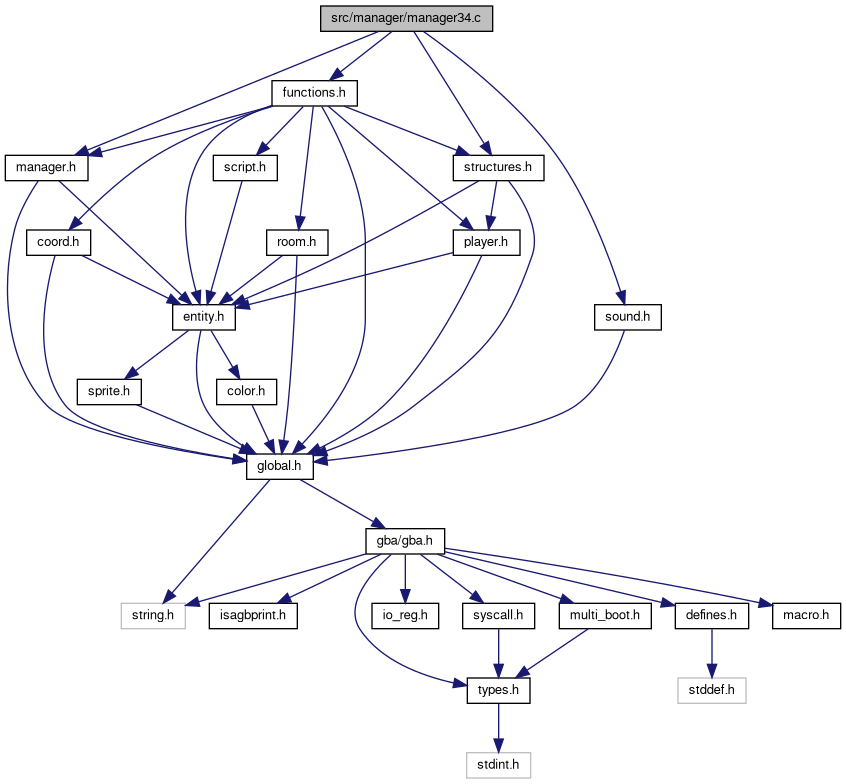 src/manager/manager34.c
functions.h
manager.h
script.h
structures.h
coord.h
room.h
player.h
entity.h
sound.h
sprite.h
color.h
global.h
gba/gba.h
string.h
isagbprint.h
io_reg.h
syscall.h
multi_boot.h
defines.h
macro.h
types.h
stddef.h
stdint.h